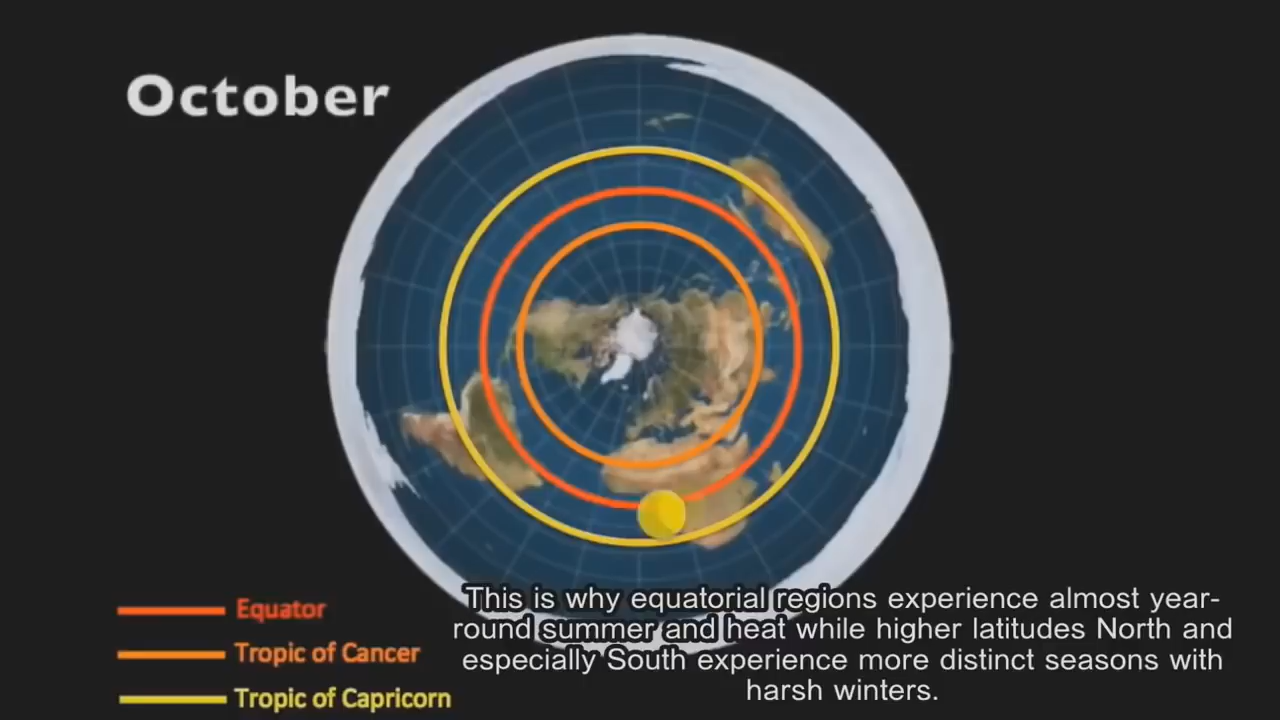 October
Equator
Tropic of Cancer
Tropic of Capricorn
This is why equatorial regions experience almost year-
round summer and heat while higher latitudes North and
especially South experience more distinct seasons with
harsh winters.